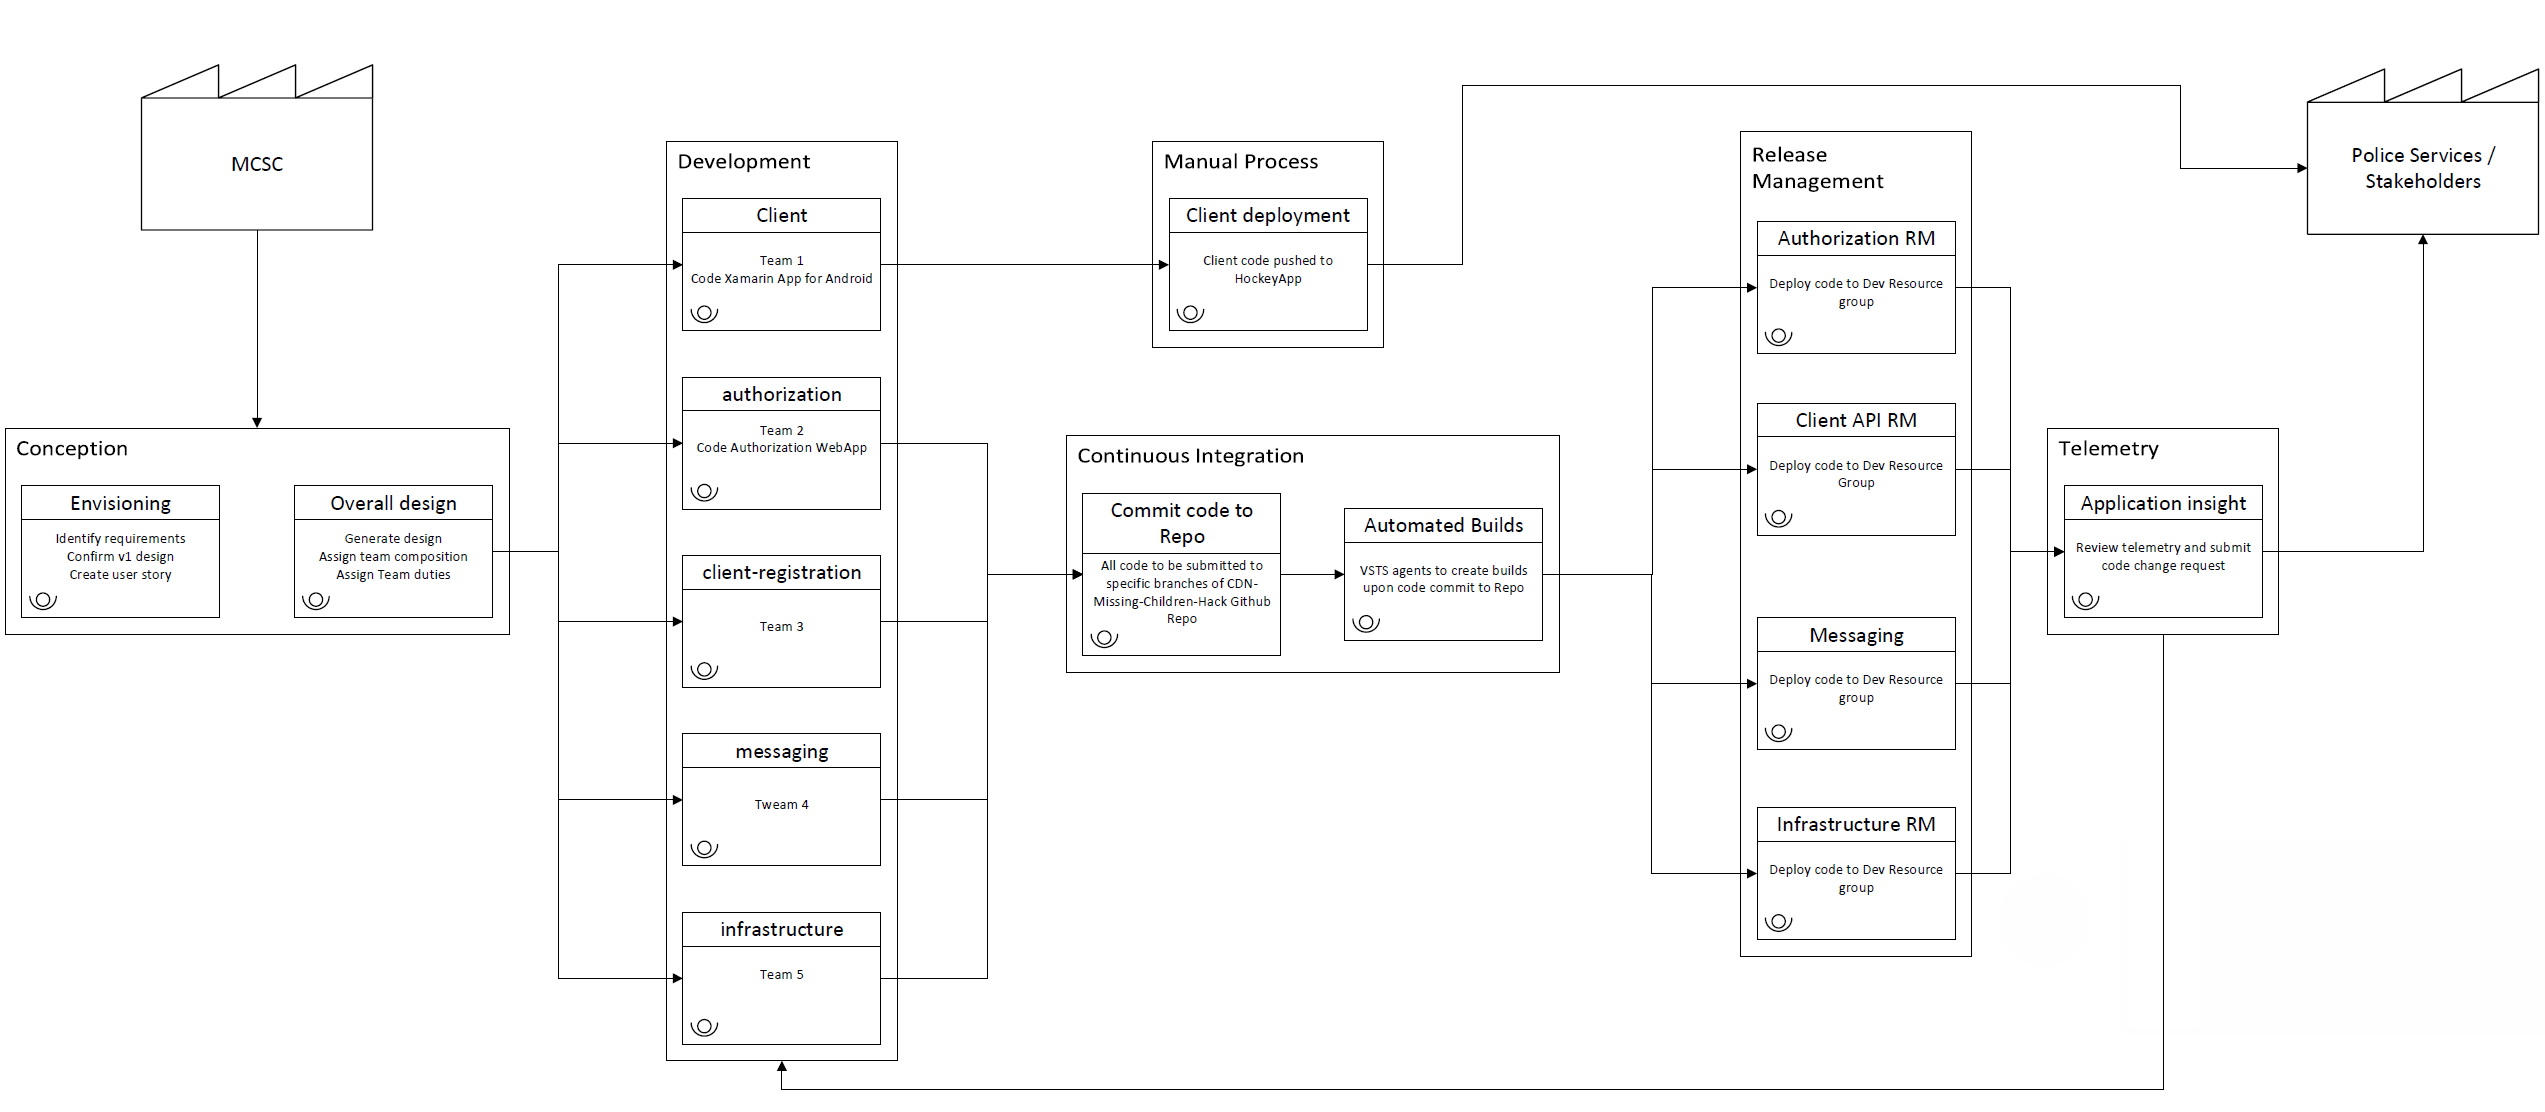 MCSC
Conception
Envisioning
Identify requirements
Confirm v1 design
Create user story
Overall design
Generate design
Assign team composition
Assign Team duties
Development
Client
Team 1
Code Xamarin App for Android
authorization
Team 2
Code Authorization WebApp
client-registration
Team 3
messaging
Tweam 4
infrastructure
Team 5
Manual Process
Client deployment
Client code pushed to
HockeyApp
Continuous Integration
Commit code to
Repo
All code to be submitted to
specific branches of CDN-
Missing-Children-Hack Github
Repo
Automated Builds
VSTS agents to create builds
upon code commit to Repo
Release
Management
Authorization RM
Deploy code to Dev Resource
group
Client API RM
Deploy code to Dev Resource
Group
Messaging
Deploy code to Dev Resource
group
Infrastructure RM
Deploy code to Dev Resource
group
Telemetry
Application insight
Review telemetry and submit
code change request
Police Services /
Stakeholders